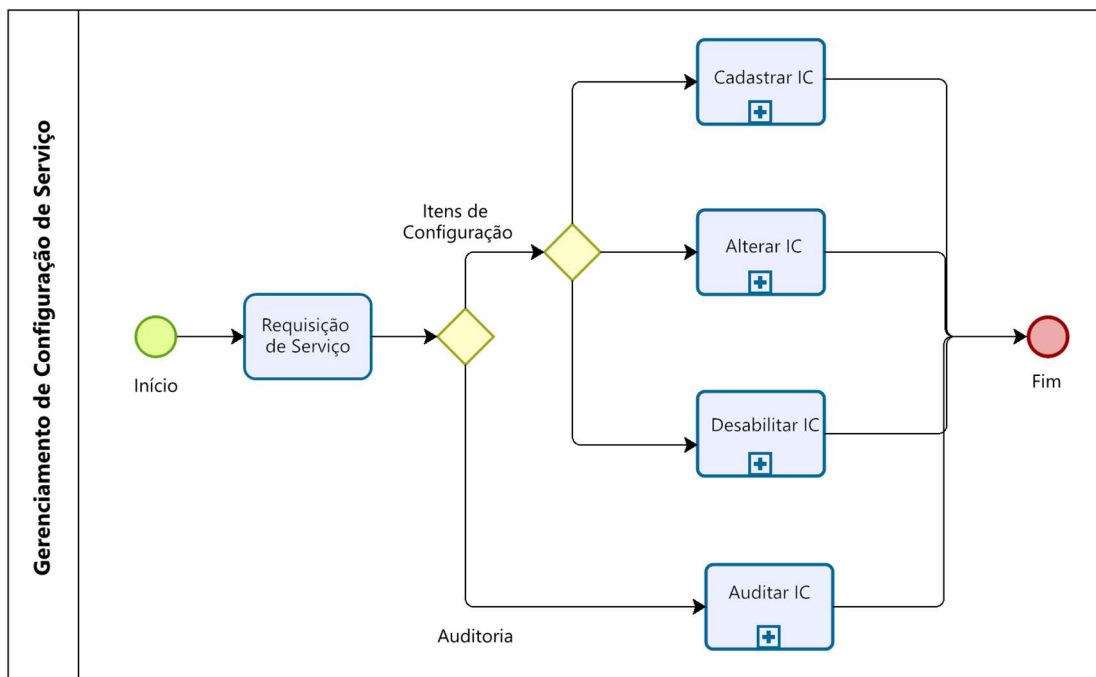 Gerenciamento de Configuração de Serviço
Início
Requisição
de Serviço
Itens de
Configuração
Auditoria
Cadastrar IC
Alterar IC
Desabilitar IC
Auditar IC
Fim